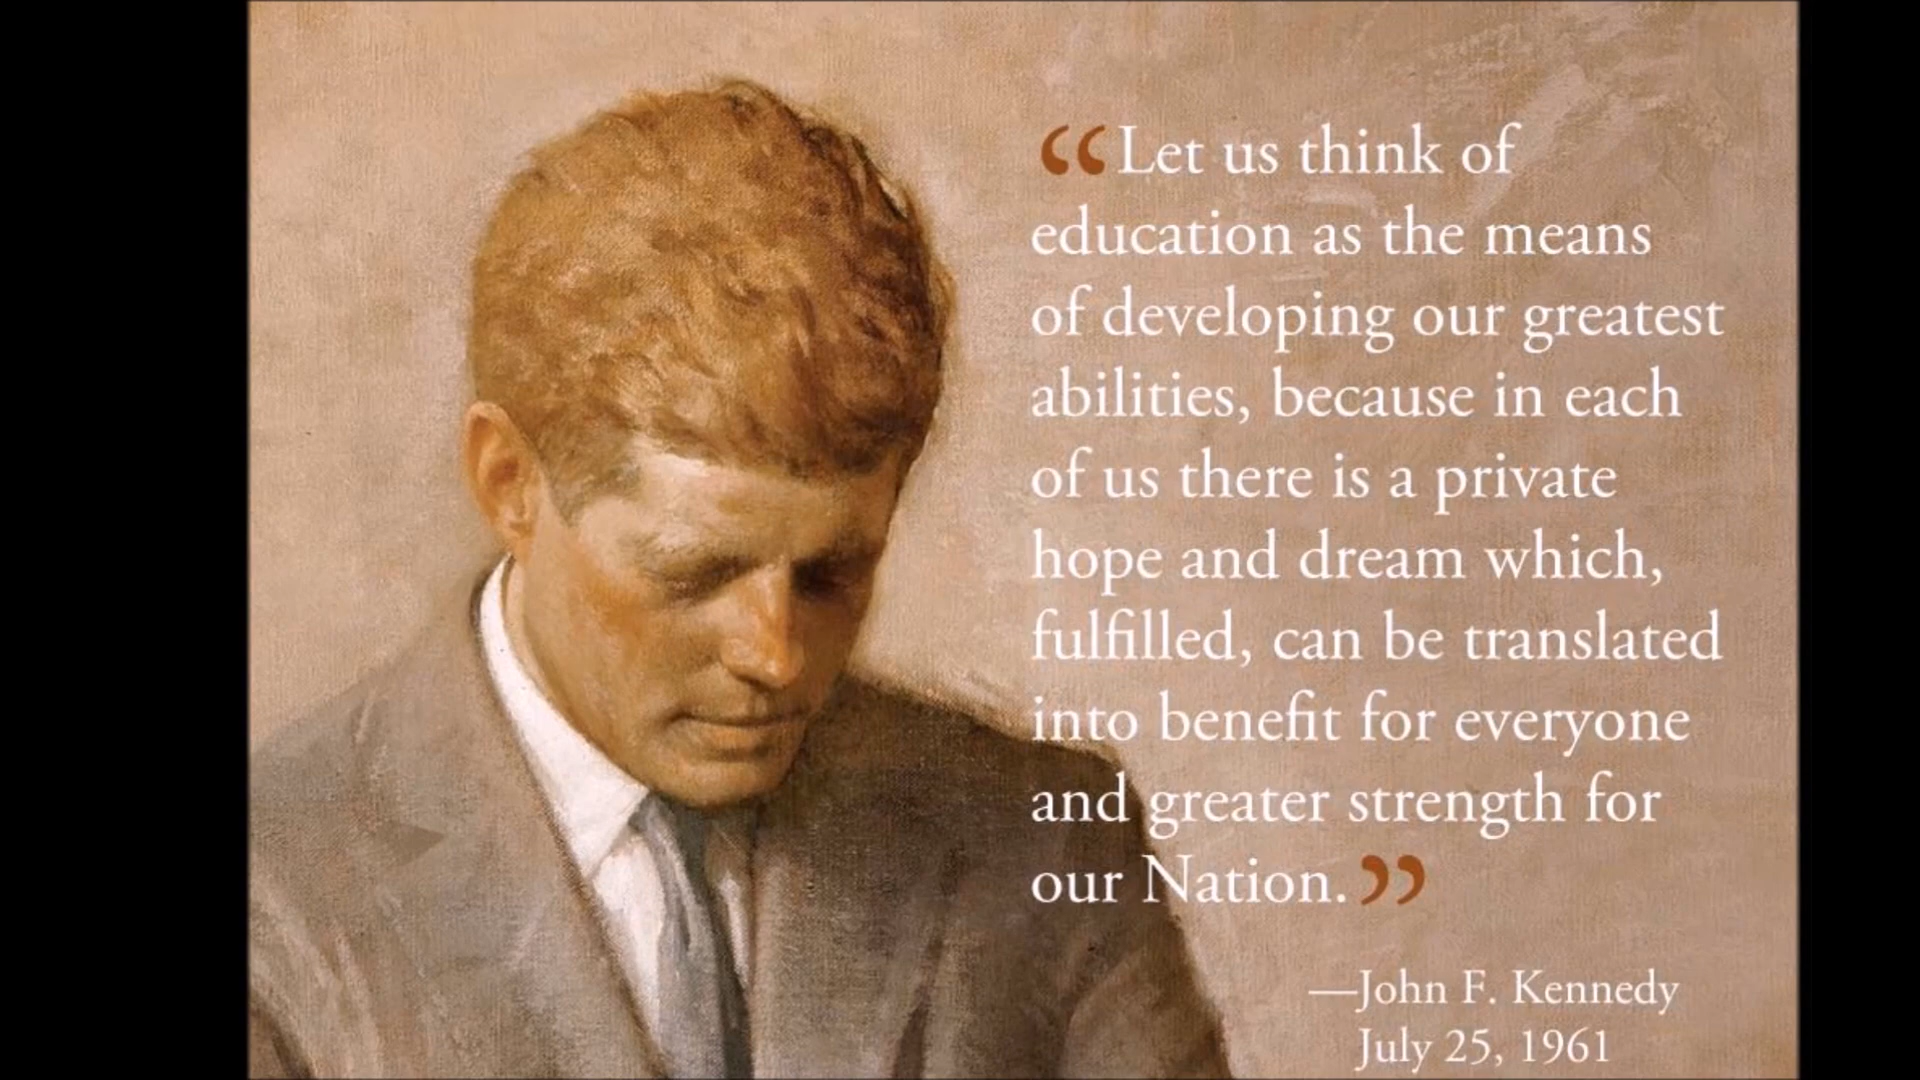 “Let us think of
education as the means
of developing our greatest
abilities, because in each
of us there is a private
hope and dream which,
fulfilled, can be translated
into benefit for everyone
and greater strength for
our Nation.”
—John F. Kennedy
July 25, 1961